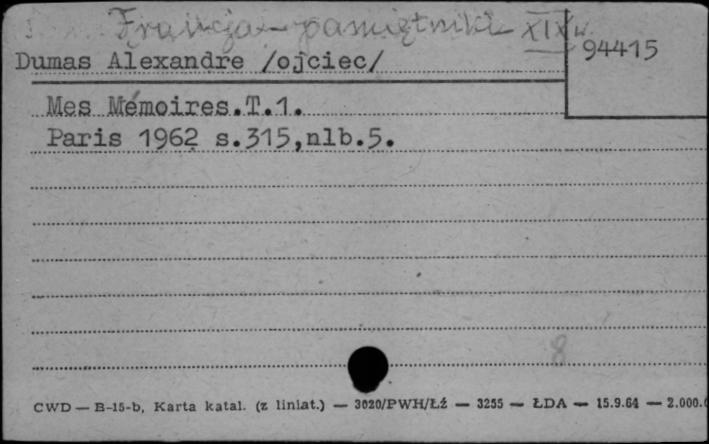 Francja - pamiętniki XIX w.
94415
Dumas Alexandre /ojciec/
Mes Mémoires.T.1.
Paris 1962 s.315,nlb.5.
8
CWD — B-15-b, Karta katal. (z liniat.) — 3020/PWH/Łź — 3255 — ŁDA — 15.9.64 — 2.000.